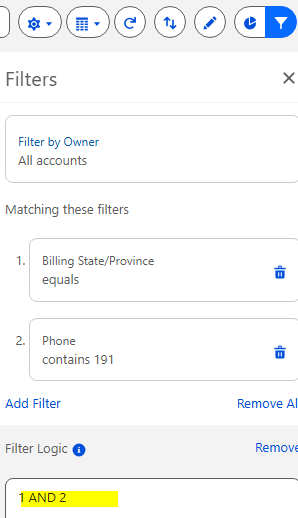 Filters
Filter by Owner
All accounts
Matching these filters
1.
Billing State/Province
equals
2.
Phone
contains 191
Add Filter
Remove Al
Filter Logic
Remove
1 AND 2